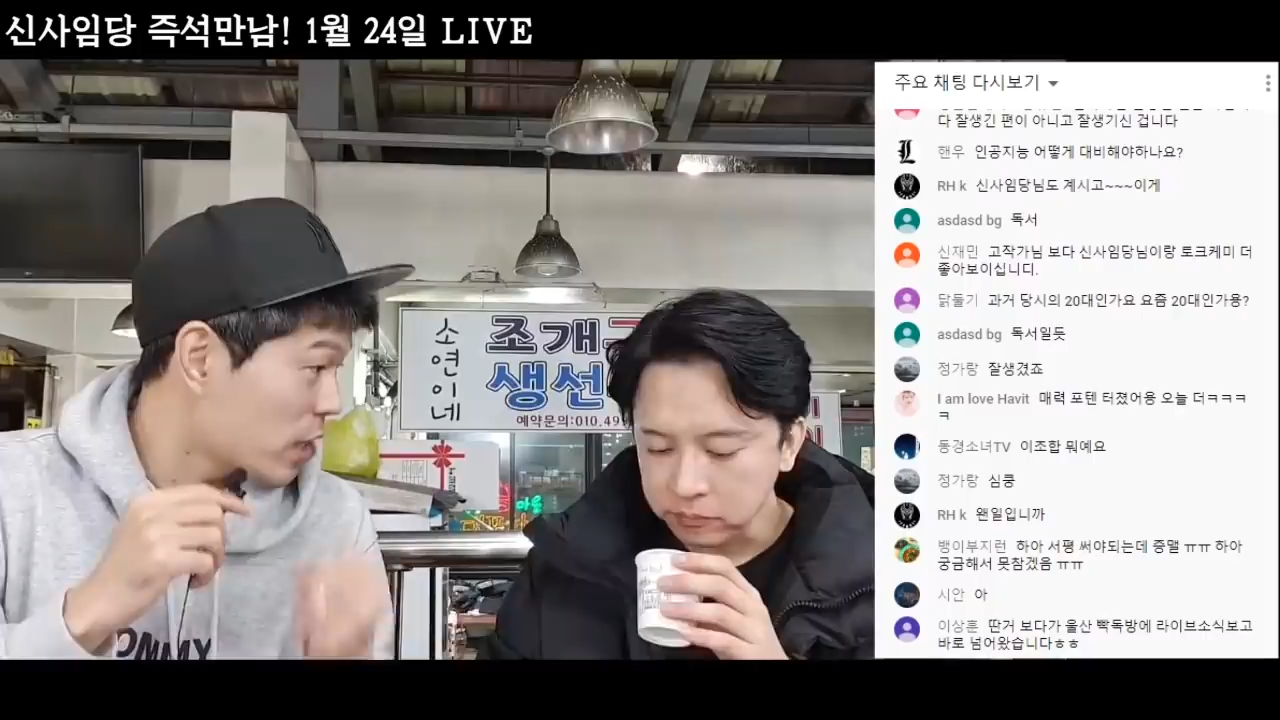 신사임당 즉석만남! 1월 24일 LIVE
주요 채팅 다시보기
다 잘생긴 편이 아니고 잘생기신 겁니다
핸우 인공지능 어떻게 대비해야하나요?
RH k 신사임당님도 계시고~~~이게
asdasd bg 독서
신재민 고작가님 보다 신사임당님이랑 토크케미 더
좋아보이십니디.
닭둘기 과거 당시의 20대인가요 요즘 20대인가용?
asdasd bg 독서일듯
정가랑 잘생겼죠
I am love Havit 매력 포텐 터졌어용 오늘 더ㅋㅋㅋ
ㅋ
동경소녀TV 이조합 뭐예요
정가랑 심쿵
RH k 왠일입니까
뱅이부지런 하아 서평 써야되는데 증맬 ㅠㅠ 하아
궁금해서 못참겠음 ㅠㅠ
시안 아
이상훈 딴거 보다가 울산 빡독방에 라이브소식보고
바로 넘어왔습니다ㅎㅎ
소연이네
조개
생선
예약문의:010.49
마을
OMMY